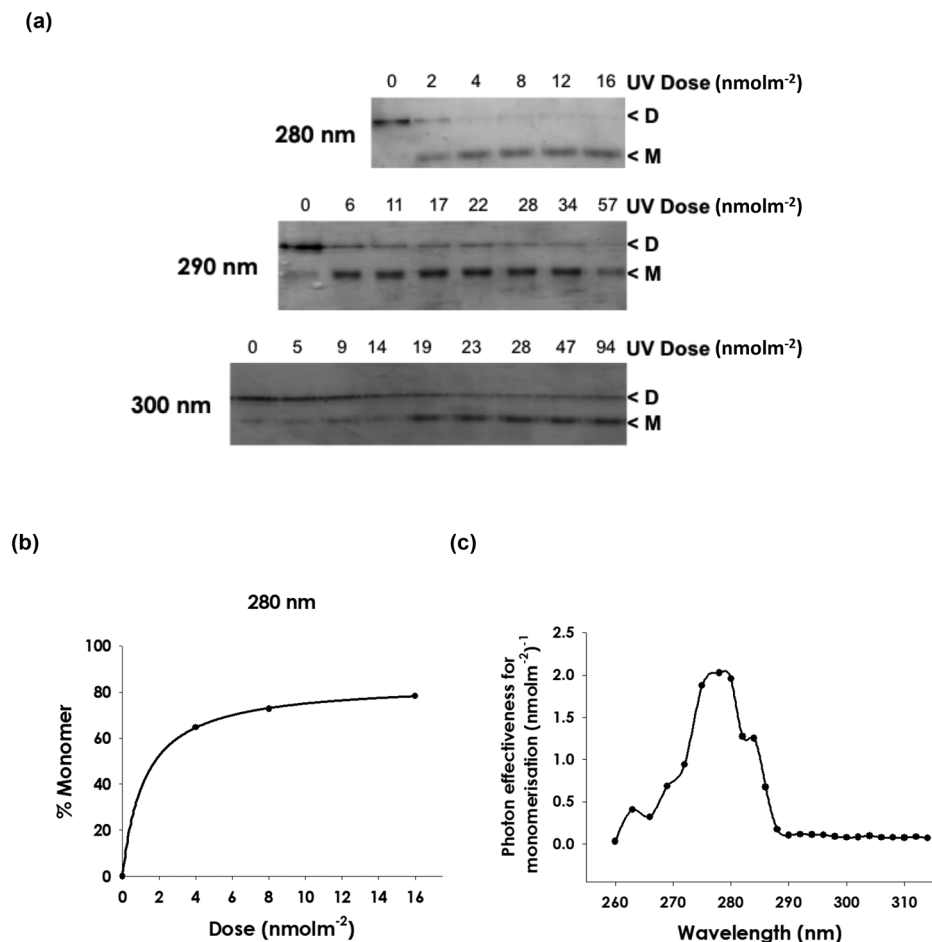 (a)
0 2 4 8 12 16 UV Dose (nmolm-2)
280 nm
< D
< M
0 6 11 17 22 28 34 57 UV Dose (nmolm-2)
290 nm
< D
< M
0 5 9 14 19 23 28 47 94 UV Dose (nmolm-2)
300 nm
< D
< M
(b)
280 nm
% Monomer
100
80
60
40
20
0
0 2 4 6 8 10 12 14 16
Dose (nmolm-2)
(c)
Photon effectiveness for
monomerisation (nmolm-2)-1
2.5
2.0
1.5
1.0
0.5
0.0
260 270 280 290 300 310
Wavelength (nm)